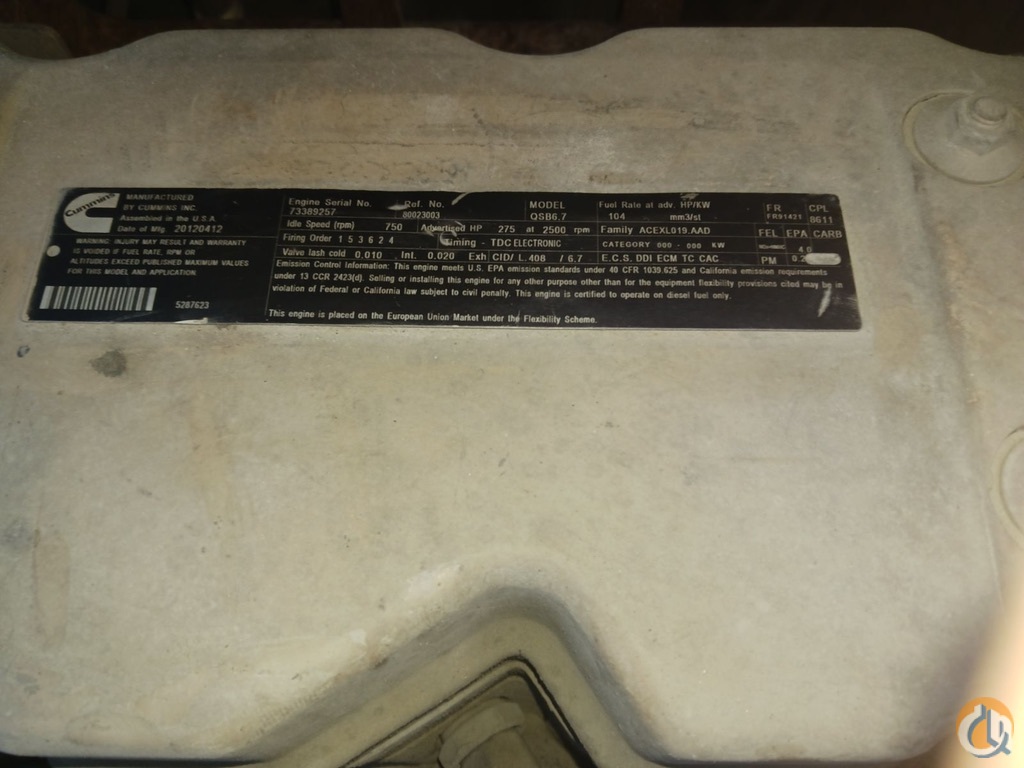 Cummins
MANUFACTURED
BY CUMMINS INC.
Assembled in the U.S.A
Date of Mfg 20120412
WARNING: INJURY MAY RESULT AND WARRANTY
IS VOIDED IF FUEL RATE, RPM OR
ALTITUDES EXCEED PUBLISHED MAXIMUM VALUES
FOR THIS MODEL AND APPLICATION.
5287623
Engine Serial No. Ref. No. MODEL Fuel Rate at adv. HP/KW FR CPL
73389257 00023003 QSB6.7 104 mm3/st FR91421 8611
Idle Speed (rpm) 750 Advertised HP 275 at 2500 rpm Family ACEXL019.AAD FEL EPA CARB
Firing Order 1 5 3 6 2 4 Timing - TDC ELECTRONIC CATEGORY 000 - 000 KW 4.0
Valve lash cold 0.010 Int. 0.020 Exh CID/ L.408 / 6.7 E.C.S. DDI ECM TC CAC PM
Emission Control Information: This engine meets U.S. EPA emission standards under 40 CFR 1039.625 and California emission requirements
under 13 CCR 2423(d). Selling or installing this engine for any other purpose other than for the equipment flexibility provisions cited may be in
violation of Federal or California law subject to civil penalty. This engine is certified to operate on diesel fuel only.
This engine is placed on the European Union Market under the Flexibility Scheme.